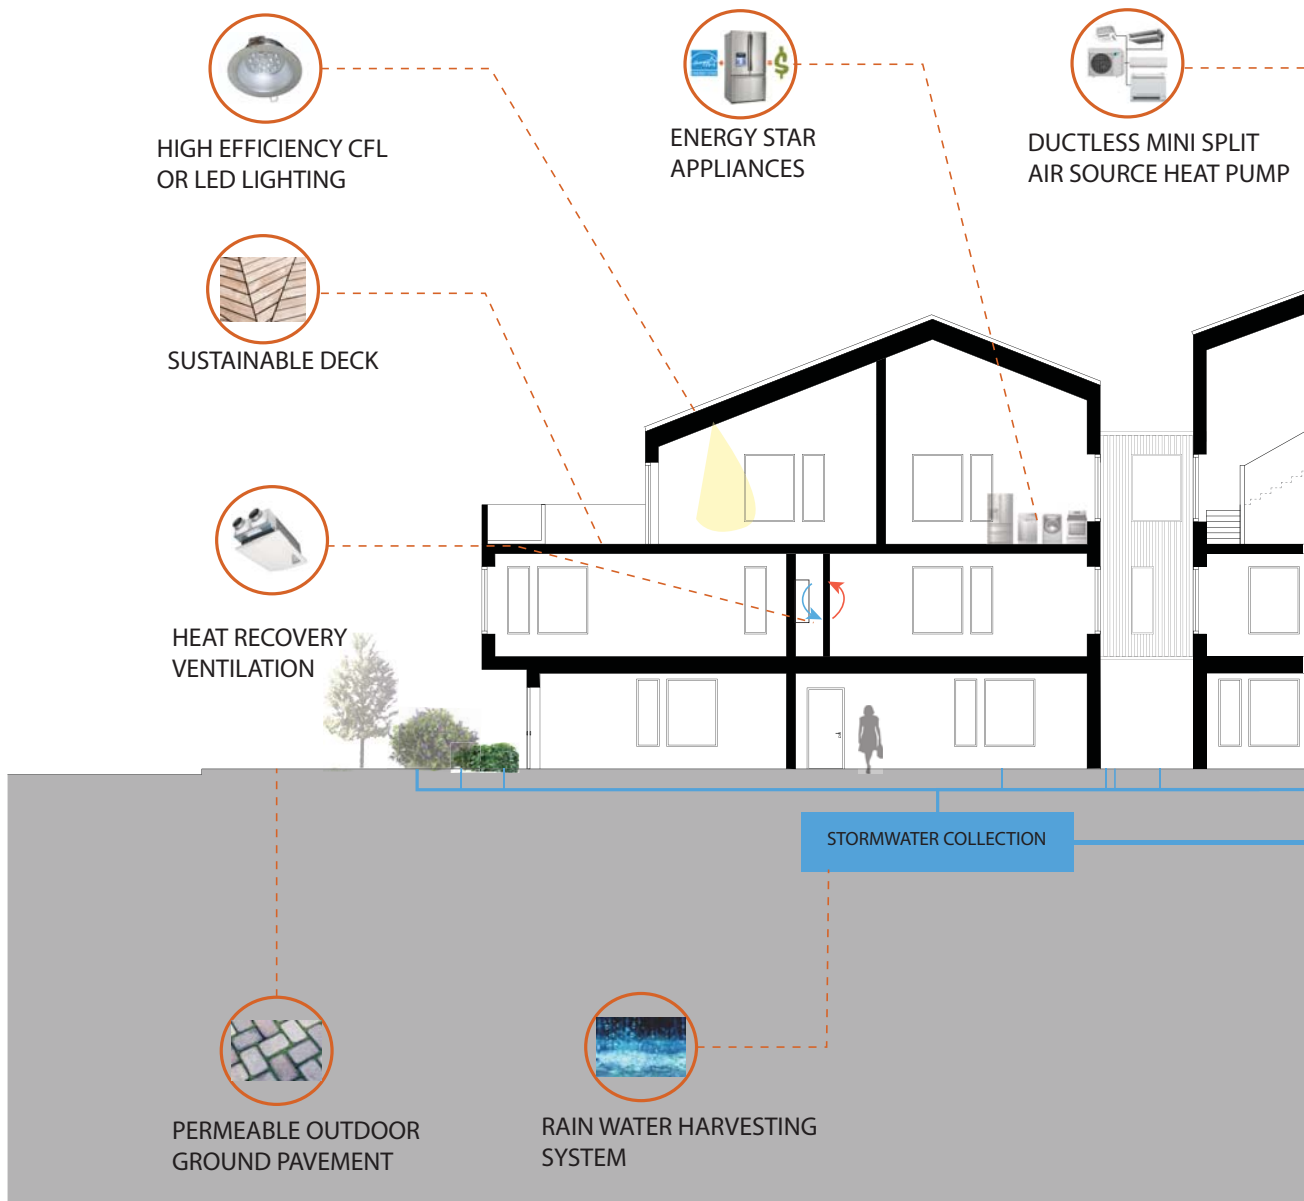 HIGH EFFICIENCY CFL
OR LED LIGHTING
ENERGY STAR
APPLIANCES
DUCTLESS MINI SPLIT
AIR SOURCE HEAT PUMP
SUSTAINABLE DECK
HEAT RECOVERY
VENTILATION
STORMWATER COLLECTION
PERMEABLE OUTDOOR
GROUND PAVEMENT
RAIN WATER HARVESTING
SYSTEM